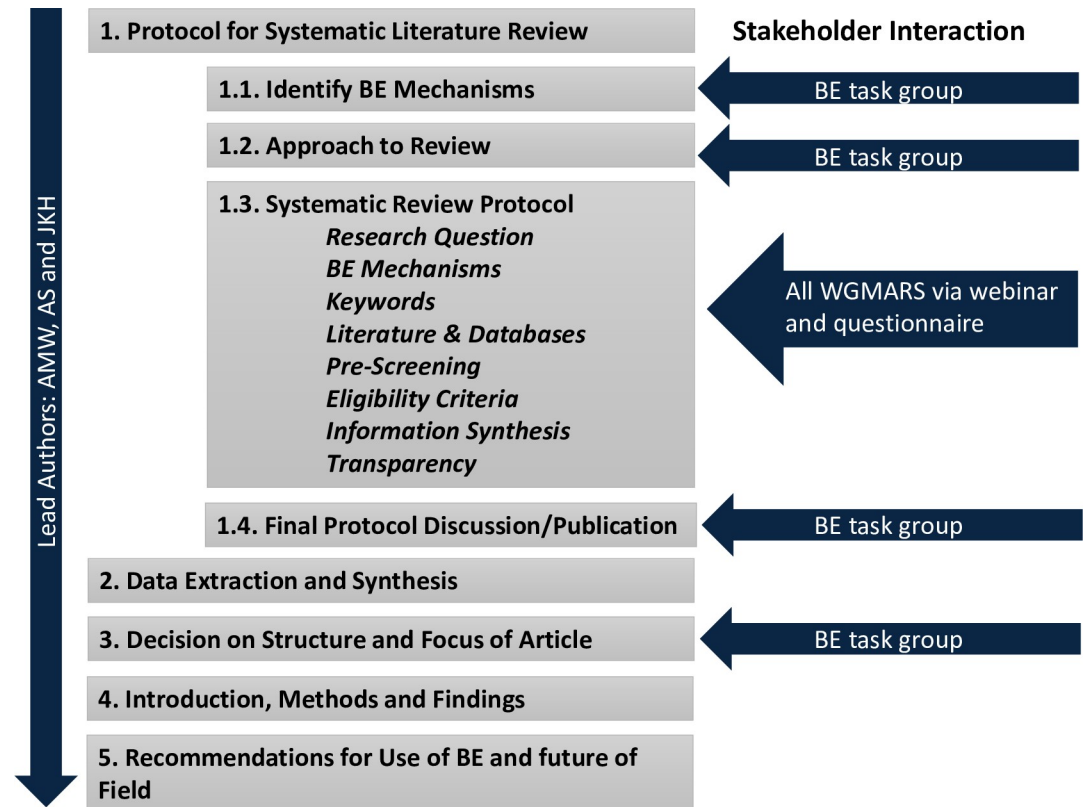 1. Protocol for Systematic Literature Review
Stakeholder Interaction
1.1. Identify BE Mechanisms
BE task group
1.2. Approach to Review
BE task group
1.3. Systematic Review Protocol
Research Question
BE Mechanisms
Keywords
Literature & Databases
Pre-Screening
Eligibility Criteria
Information Synthesis
Transparency
All WGMARS via webinar
and questionnaire
1.4. Final Protocol Discussion/Publication
BE task group
2. Data Extraction and Synthesis
3. Decision on Structure and Focus of Article
BE task group
4. Introduction, Methods and Findings
5. Recommendations for Use of BE and future of
Field
Lead Authors: AMW, AS and JKH